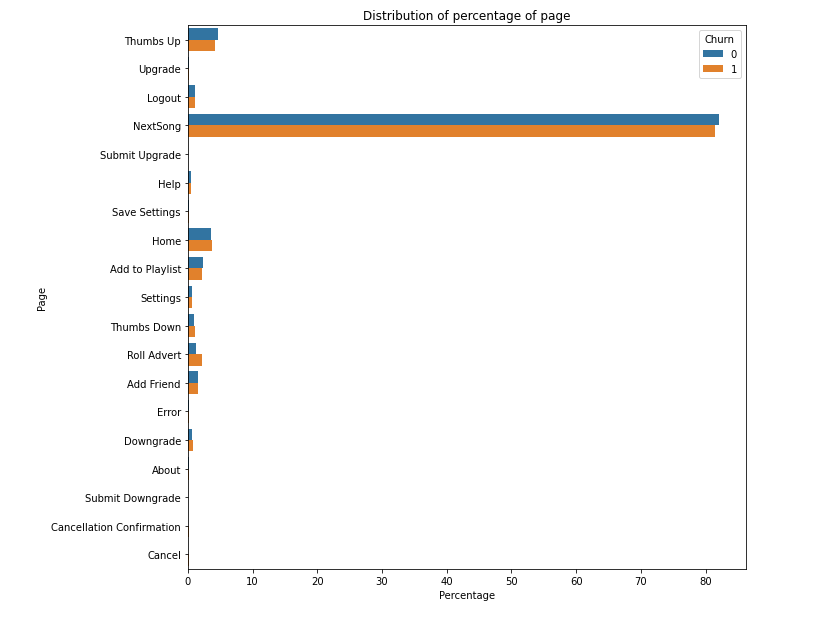 Distribution of percentage of page
Churn
0
1
Thumbs Up
Upgrade
Logout
NextSong
Submit Upgrade
Help
Save Settings
Home
Add to Playlist
Settings
Thumbs Down
Roll Advert
Add Friend
Error
Downgrade
About
Submit Downgrade
Cancellation Confirmation
Cancel
Page
0 10 20 30 40 50 60 70 80
Percentage